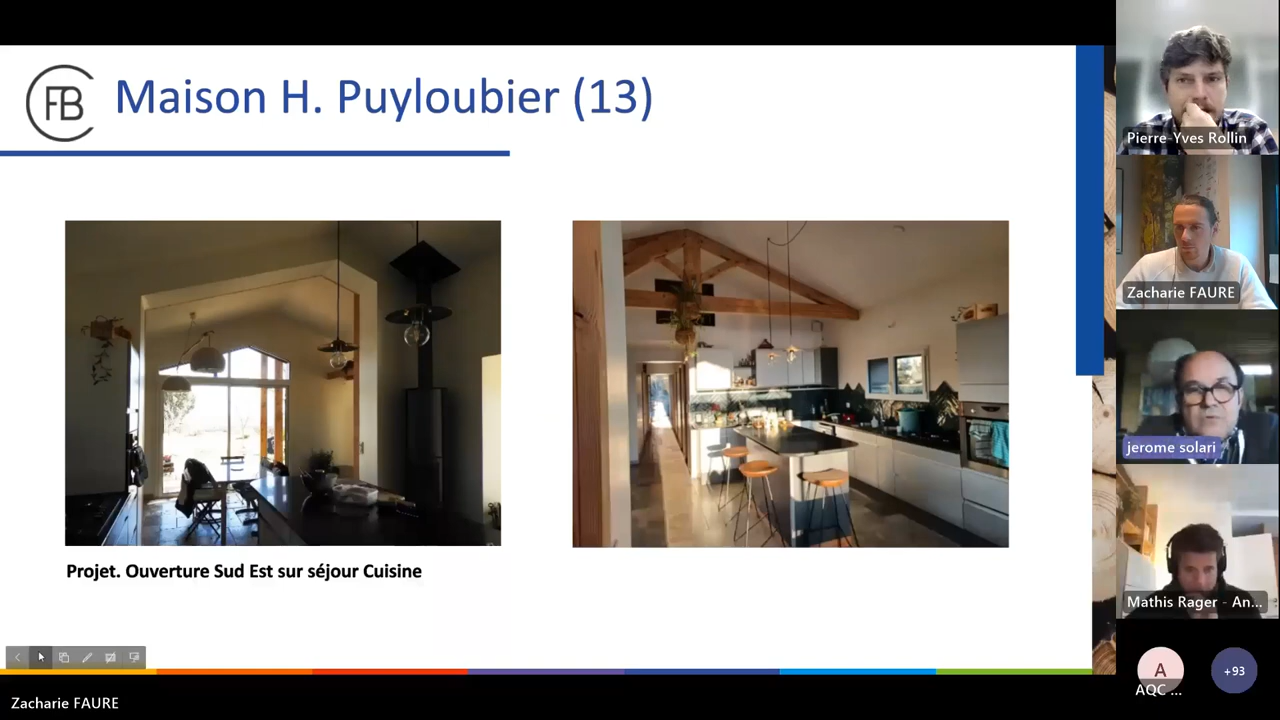 FB
Maison H. Puyloubier (13)
Projet. Ouverture Sud Est sur séjour Cuisine
Pierre-Yves Rollin
Zacharie FAURE
jerome solari
Mathis Rager - An...
A
AQC ...
+93
Zacharie FAURE